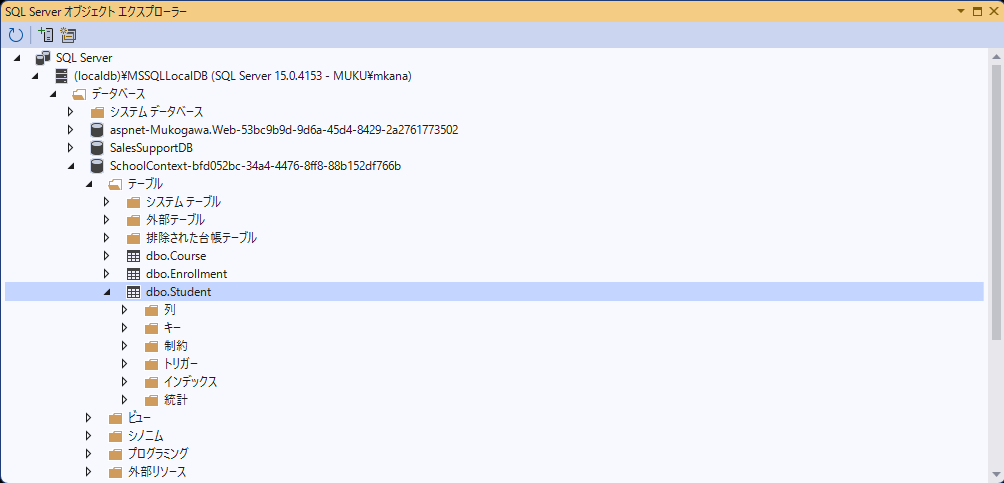 SQL Server オブジェクト エクスプローラー
SQL Server
(localdb)¥MSSQLLocalDB (SQL Server 15.0.4153 - MUKU¥mkana)
データベース
システム データベース
aspnet-Mukogawa.Web-53bc9b9d-9d6a-45d4-8429-2a2761773502
SalesSupportDB
SchoolContext-bfd052bc-34a4-4476-8ff8-88b152df766b
テーブル
システム テーブル
外部テーブル
排除された台帳テーブル
dbo.Course
dbo.Enrollment
dbo.Student
列
キー
制約
トリガー
インデックス
統計
ビュー
シノニム
プログラミング
外部リソース